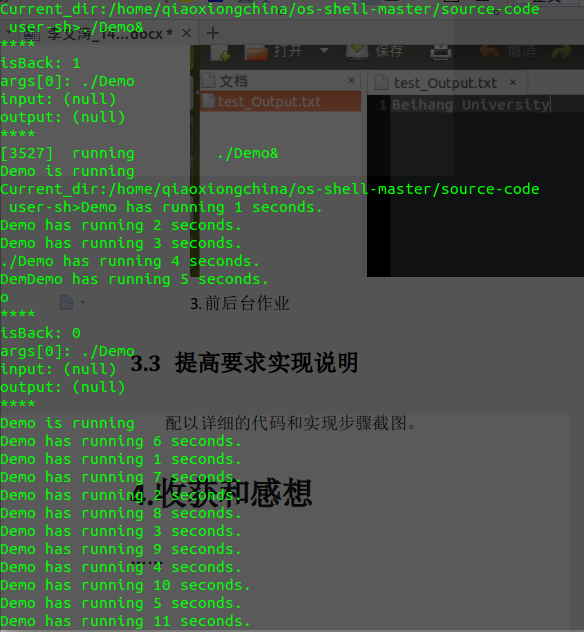 Current_dir:/home/qiaoxiongchina/os-shell-master/source-code
user-sh>./Demo&
****
isBack: 1
args[0]: ./Demo
input: (null)
output: (null)
****
[3527]  running         ./Demo&
Demo is running
Current_dir:/home/qiaoxiongchina/os-shell-master/source-code
user-sh>Demo has running 1 seconds.
Demo has running 2 seconds.
Demo has running 3 seconds.
./Demo has running 4 seconds.
DemDemo has running 5 seconds.
o
****
isBack: 0
args[0]: ./Demo
input: (null)
output: (null)
****
Demo is running
Demo has running 6 seconds.
Demo has running 1 seconds.
Demo has running 7 seconds.
Demo has running 2 seconds.
Demo has running 8 seconds.
Demo has running 3 seconds.
Demo has running 9 seconds.
Demo has running 4 seconds.
Demo has running 10 seconds.
Demo has running 5 seconds.
Demo has running 11 seconds.
docx *
打开
保存
撤消
文档
test_Output.txt
test_Output.txt
1 Beihang University
3.前后台作业
3.3 提高要求实现说明
配以详细的代码和实现步骤截图。
4.收获和感想
......